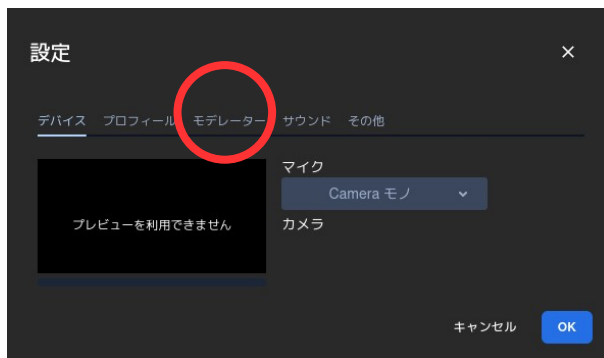 設定
×
デバイス プロフィール モデレーター サウンド その他
マイク
Camera モノ
プレビューを利用できません
カメラ
キャンセル OK